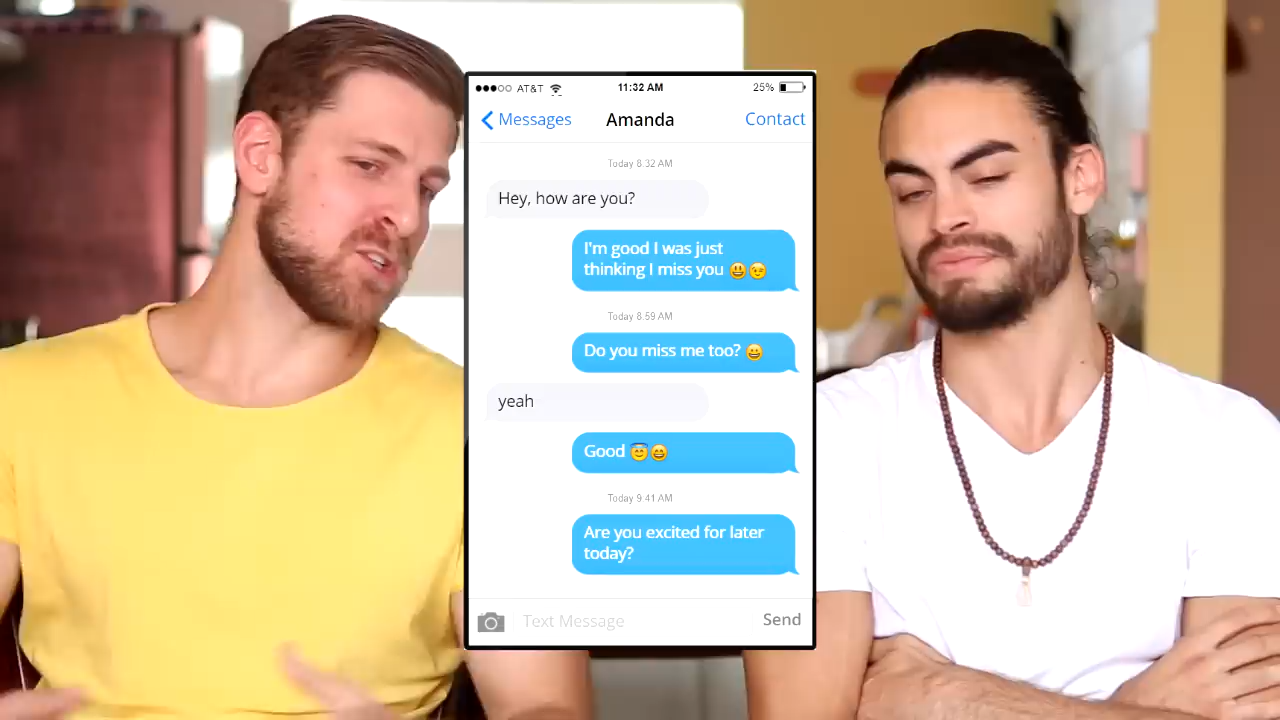 AT&T 11:32 AM 25%
Messages Amanda Contact
Today 8:32 AM
Hey, how are you?
I'm good I was just
thinking I miss you 😃😉
Today 8:59 AM
Do you miss me too? 😀
yeah
Good 😇😄
Today 9:41 AM
Are you excited for later
today?
Text Message Send